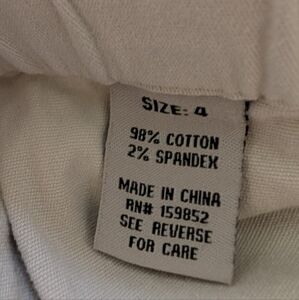 SIZE: 4
98% COTTON
2% SPANDEX
MADE IN CHINA
RN# 159852
SEE REVERSE
FOR CARE